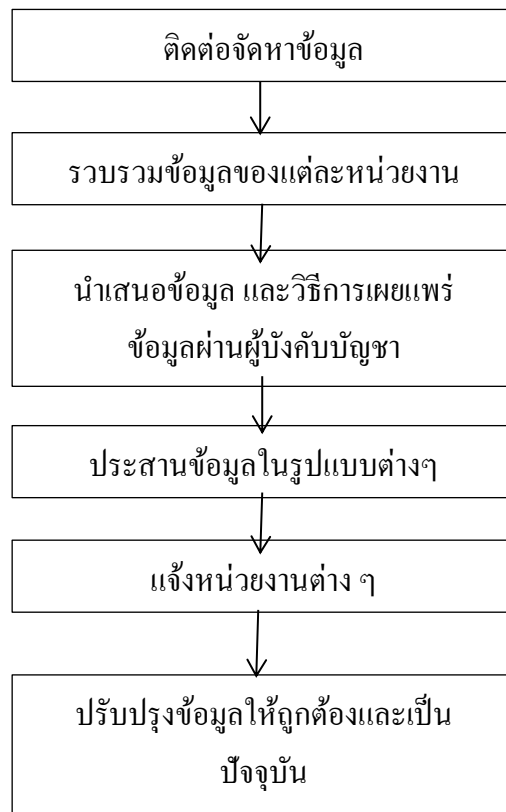 ติดต่อจัดหาข้อมูล
รวบรวมข้อมูลของแต่ละหน่วยงาน
นำเสนอข้อมูล และวิธีการเผยแพร่
ข้อมูลผ่านผู้บังคับบัญชา
ประสานข้อมูลในรูปแบบต่างๆ
แจ้งหน่วยงานต่าง ๆ
ปรับปรุงข้อมูลให้ถูกต้องและเป็น
ปัจจุบัน